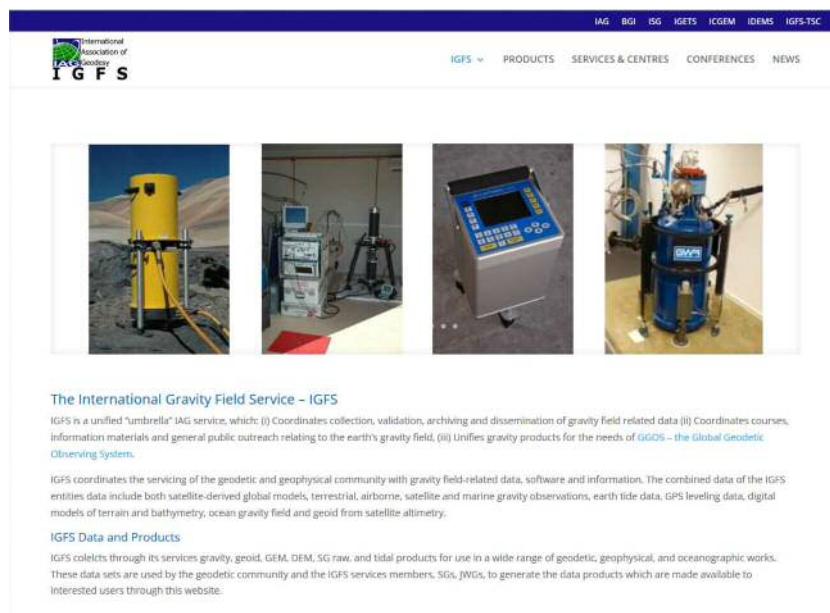 IAG BGI ISG IGETS ICGEM IDEMS IGFS-TSC
International
Association of
IAG Geodesy
I G F S
IGFS PRODUCTS SERVICES & CENTRES CONFERENCES NEWS
GWR
The International Gravity Field Service – IGFS
IGFS is a unified "umbrella" IAG service, which: (i) Coordinates collection, validation, archiving and dissemination of gravity field related data (ii) Coordinates courses,
information materials and general public outreach relating to the earth's gravity field, (iii) Unifies gravity products for the needs of GGOS – the Global Geodetic
Observing System.
IGFS coordinates the servicing of the geodetic and geophysical community with gravity field-related data, software and information. The combined data of the IGFS
entities data include both satellite-derived global models, terrestrial, airborne, satellite and marine gravity observations, earth tide data, GPS leveling data, digital
models of terrain and bathymetry, ocean gravity field and geoid from satellite altimetry.
IGFS Data and Products
IGFS colelcts through its services gravity, geoid, GEM, DEM, SG raw, and tidal products for use in a wide range of geodetic, geophysical, and oceanographic works.
These data sets are used by the geodetic community and the IGFS services members, SGs, JWGs, to generate the data products which are made available to
interested users through this website.